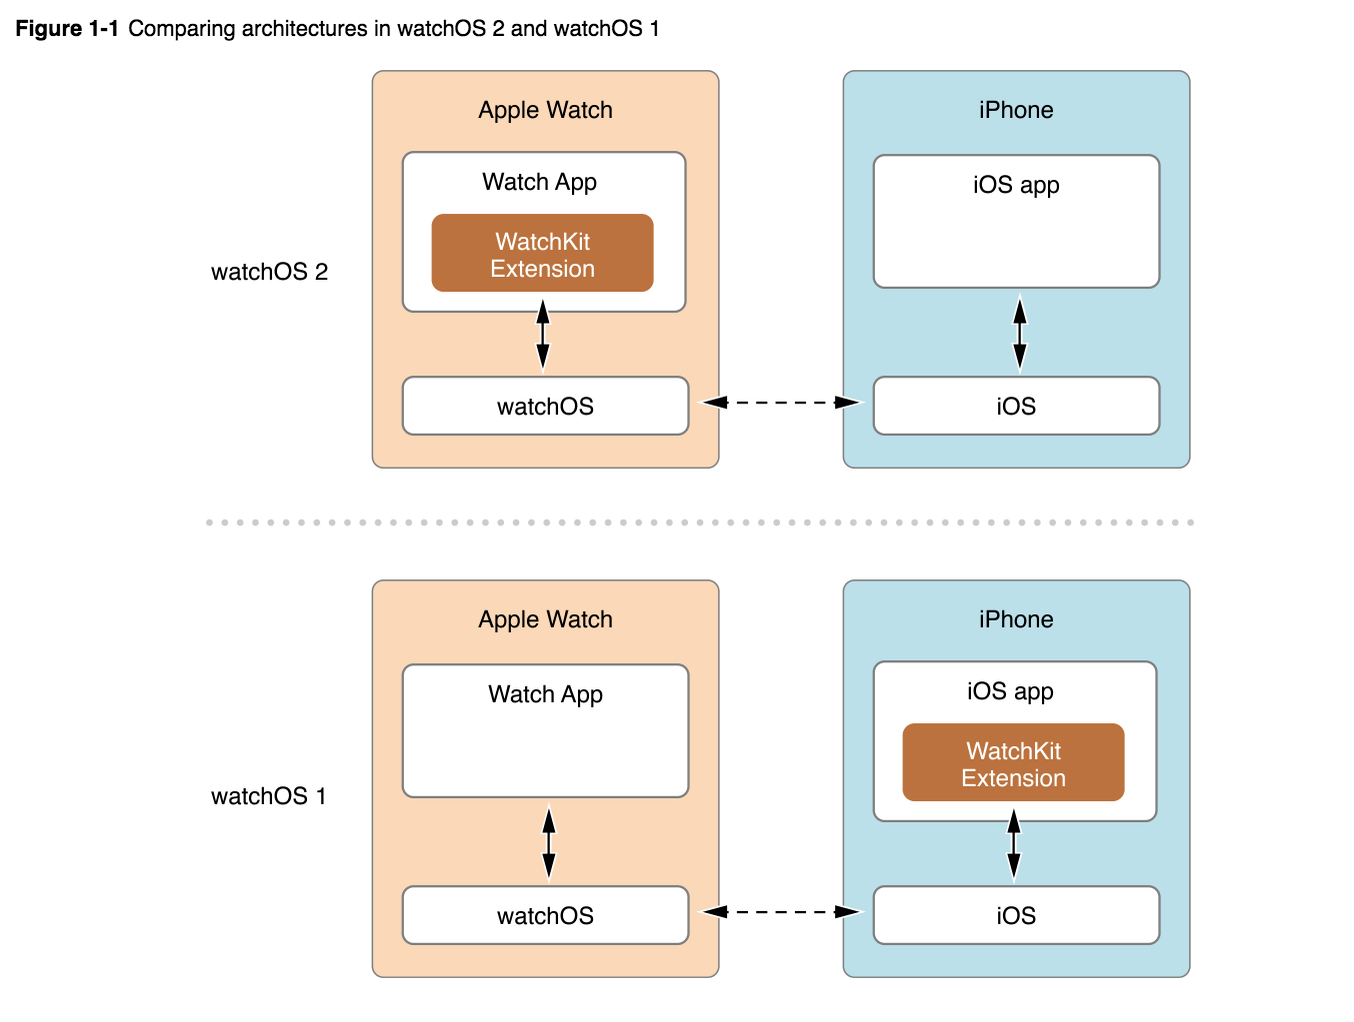 Figure 1-1 Comparing architectures in watchOS 2 and watchOS 1
Apple Watch
iPhone
Watch App
iOS app
WatchKit
Extension
watchOS 2
watchOS
iOS
Apple Watch
iPhone
Watch App
iOS app
WatchKit
Extension
watchOS 1
watchOS
iOS